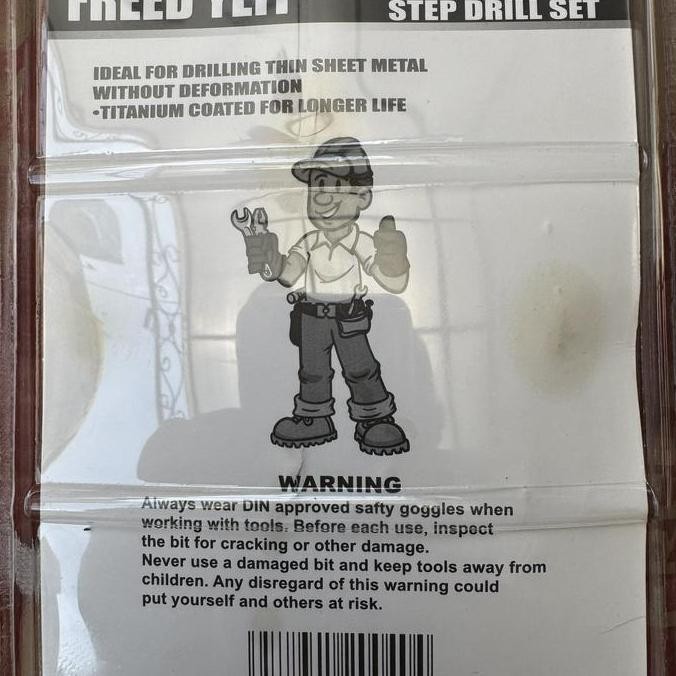 FREED YLIT
STEP DRILL SET
IDEAL FOR DRILLING THIN SHEET METAL
WITHOUT DEFORMATION
•TITANIUM COATED FOR LONGER LIFE
WARNING
Always wear DIN approved safty goggles when
working with tools. Before each use, inspect
the bit for cracking or other damage.
Never use a damaged bit and keep tools away from
children. Any disregard of this warning could
put yourself and others at risk.